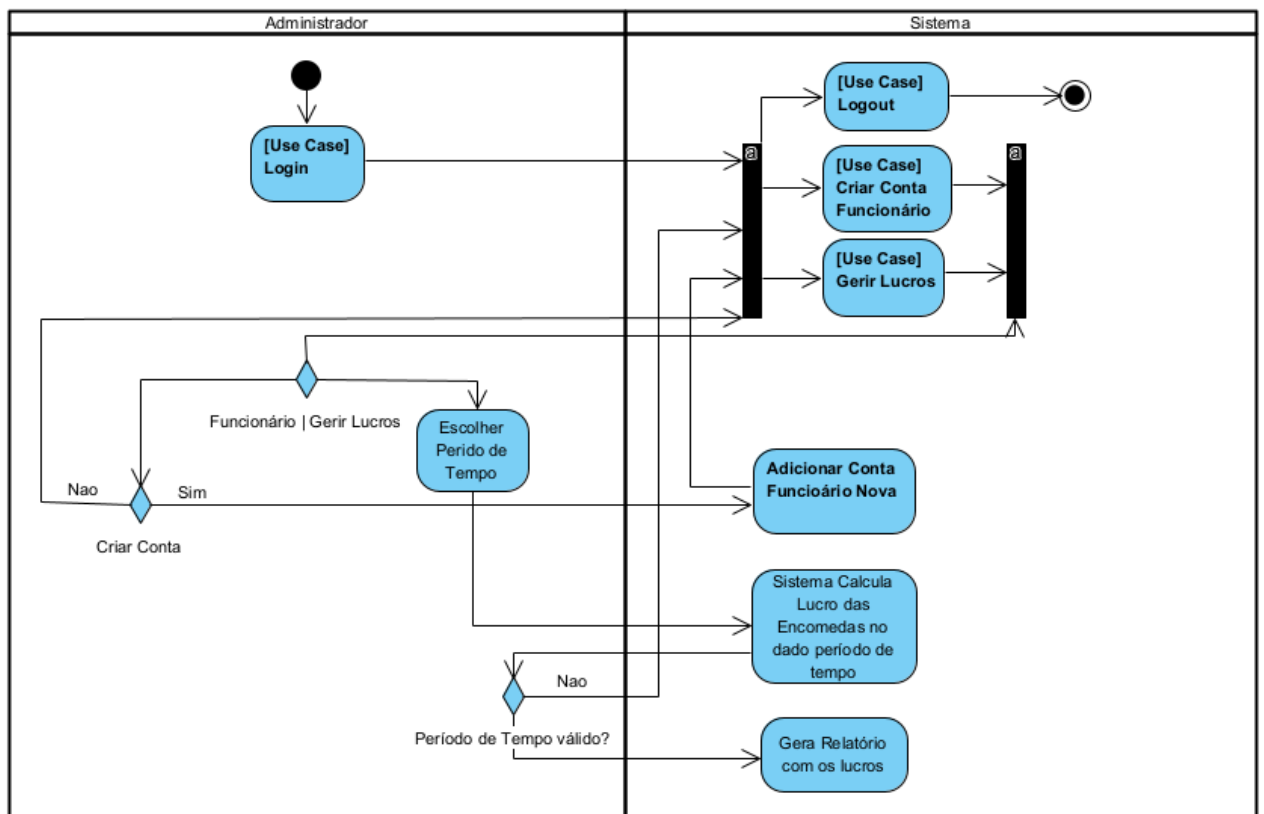 Administrador
Sistema
[Use Case]
Login
[Use Case]
Logout
a
a
[Use Case]
Criar Conta
Funcionário
[Use Case]
Gerir Lucros
Funcionário | Gerir Lucros
Escolher
Perido de
Tempo
Nao
Sim
Criar Conta
Adicionar Conta
Funcioário Nova
Sistema Calcula
Lucro das
Encomedas no
dado período de
tempo
Nao
Período de Tempo válido?
Gera Relatório
com os lucros